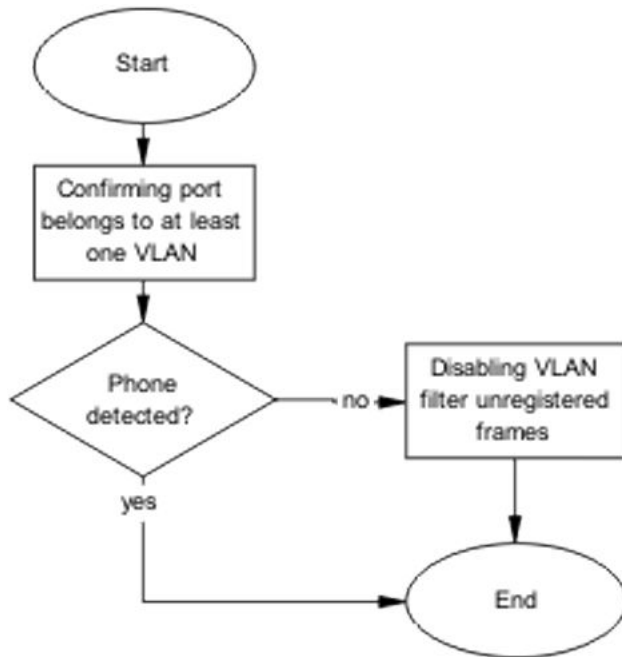 Start
Confirming port
belongs to at least
one VLAN
Phone
detected?
no
Disabling VLAN
filter unregistered
frames
yes
End